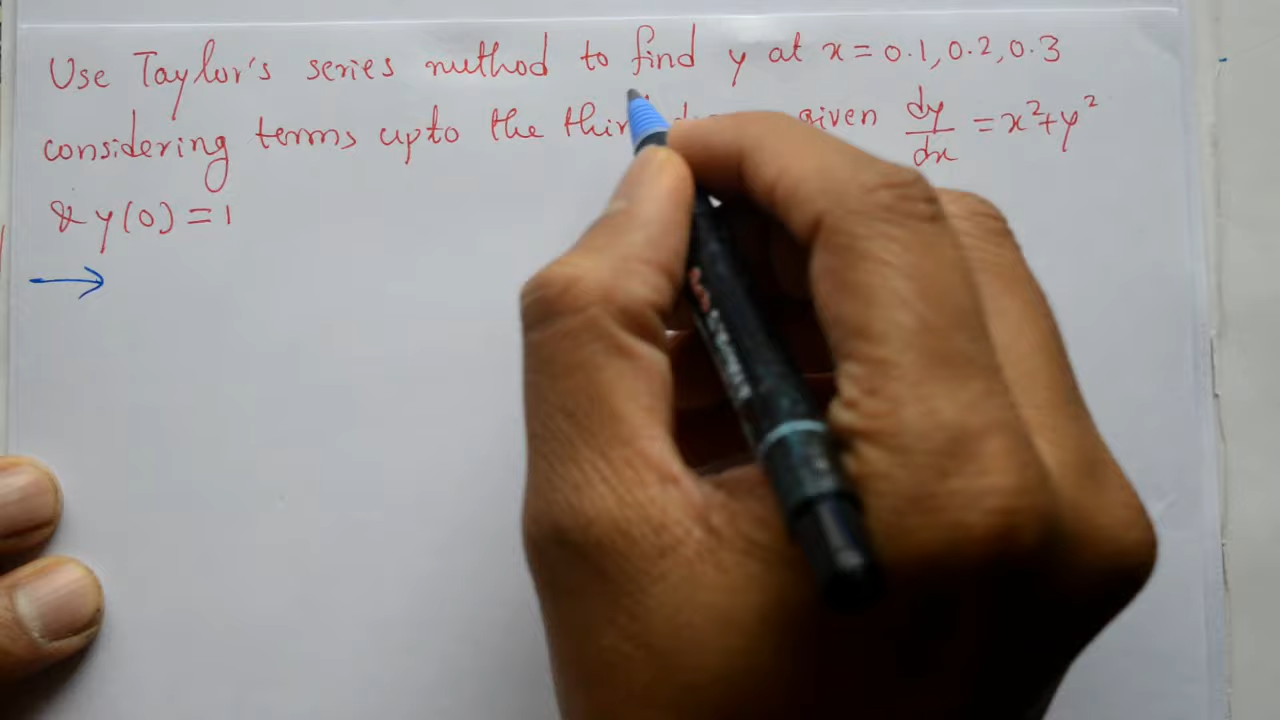 Use Taylor's series method to find y at x = 0.1, 0.2, 0.3
considering terms upto the given dy/dx = x²+y²
& y(0) = 1